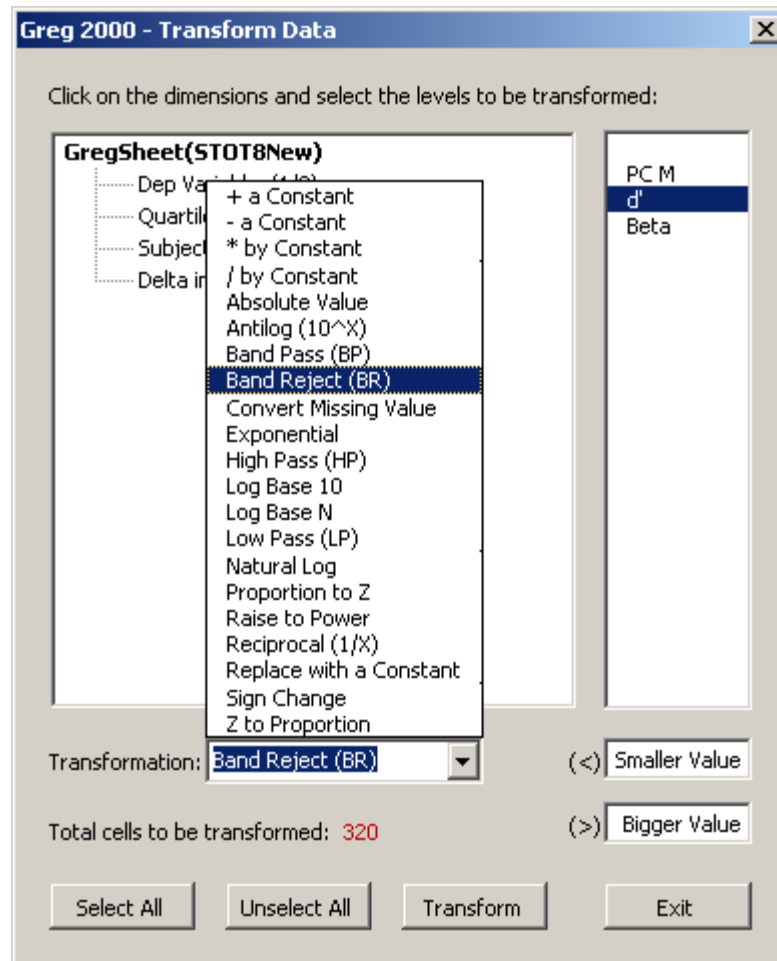 Greg 2000 - Transform Data
Click on the dimensions and select the levels to be transformed:
GregSheet(STOT8New)
Dep
Quartil
Subject
Delta
+ a Constant
- a Constant
* by Constant
/ by Constant
Absolute Value
Antilog (10^X)
Band Pass (BP)
Band Reject (BR)
Convert Missing Value
Exponential
High Pass (HP)
Log Base 10
Log Base N
Low Pass (LP)
Natural Log
Proportion to Z
Raise to Power
Reciprocal (1/X)
Replace with a Constant
Sign Change
Z to Proportion
PC M
d'
Beta
Transformation: Band Reject (BR)
(<) Smaller Value
Total cells to be transformed: 320
(>) Bigger Value
Select All
Unselect All
Transform
Exit